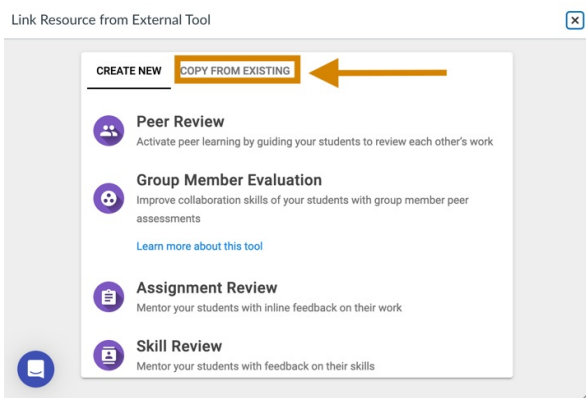 Link Resource from External Tool
CREATE NEW COPY FROM EXISTING
Peer Review
Activate peer learning by guiding your students to review each other's work
Group Member Evaluation
Improve collaboration skills of your students with group member peer
assessments
Learn more about this tool
Assignment Review
Mentor your students with inline feedback on their work
Skill Review
Mentor your students with feedback on their skills